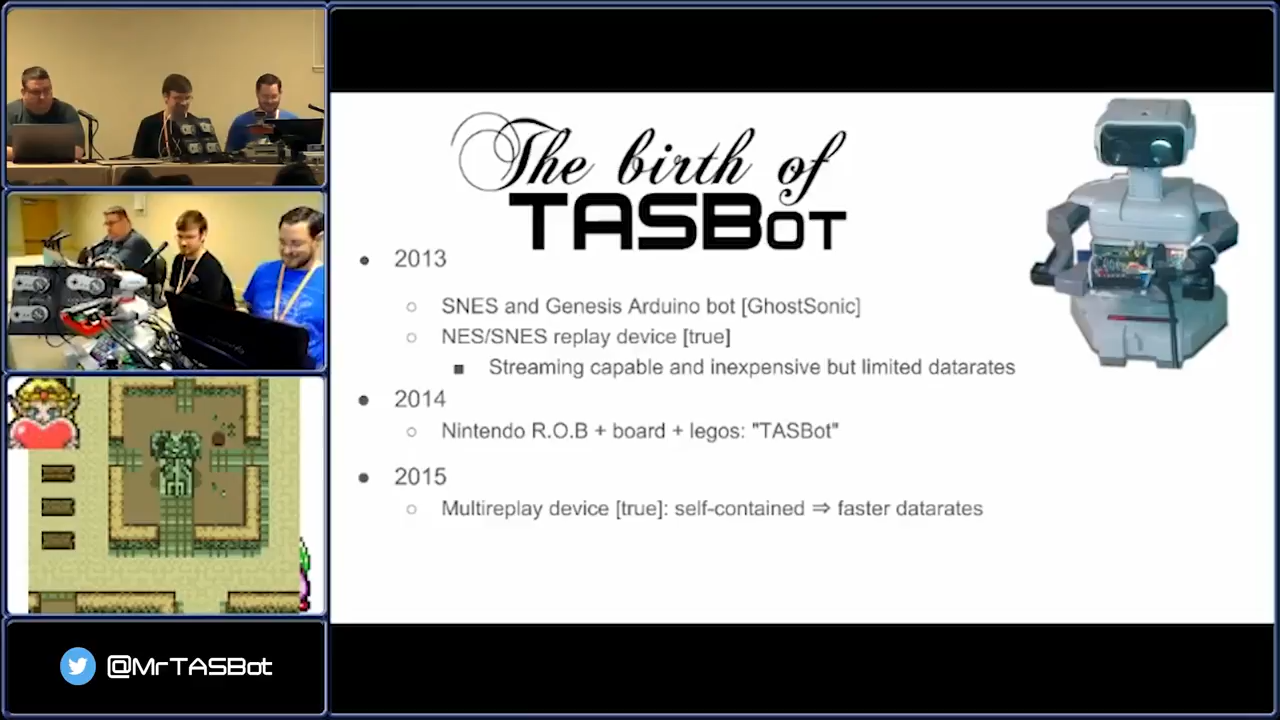 The birth of
TASBOT
2013
SNES and Genesis Arduino bot [GhostSonic]
NES/SNES replay device [true]
Streaming capable and inexpensive but limited datarates
2014
Nintendo R.O.B + board + legos: "TASBot"
2015
Multireplay device [true]: self-contained ⇒ faster datarates
@MrTASBot